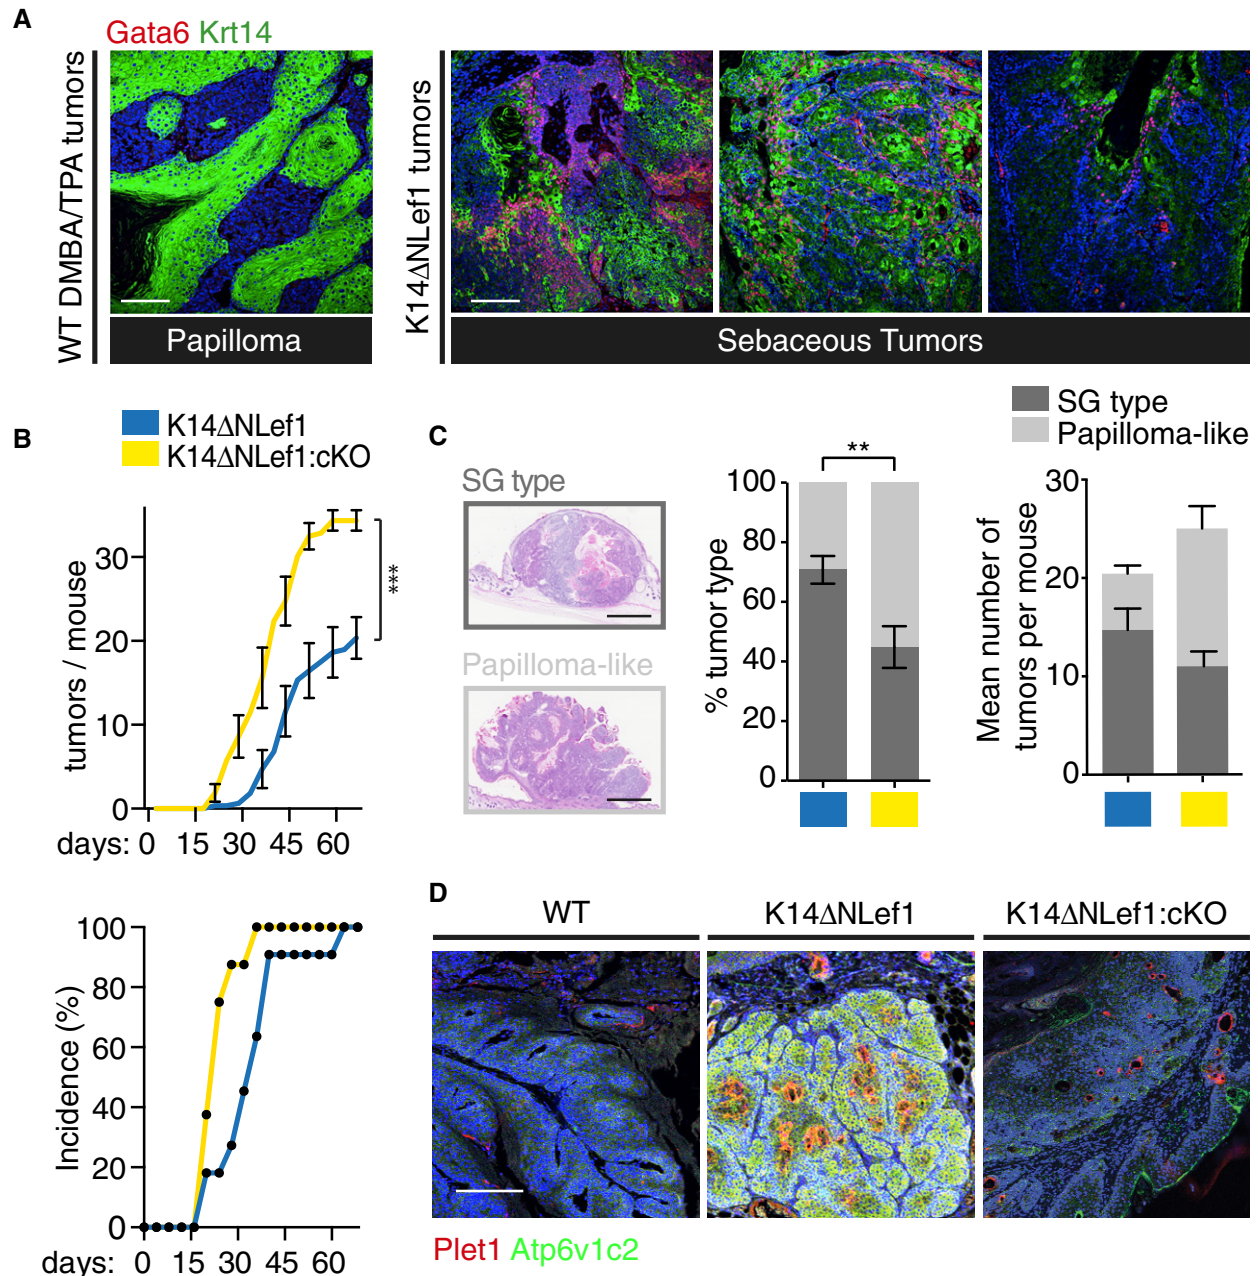 A
Gata6 Krt14
WT DMBA/TPA tumors
Papilloma
K14ΔNLef1 tumors
Sebaceous Tumors
B
K14ΔNLef1
K14ΔNLef1:cKO
tumors / mouse
30
20
10
0
***
days: 0 15 30 45 60
Incidence (%)
100
80
60
40
20
0
days: 0 15 30 45 60
C
SG type
Papilloma-like
% tumor type
100
80
60
40
20
0
**
SG type
Papilloma-like
Mean number of
tumors per mouse
30
20
10
0
D
WT
K14ΔNLef1
K14ΔNLef1:cKO
Plet1 Atp6v1c2